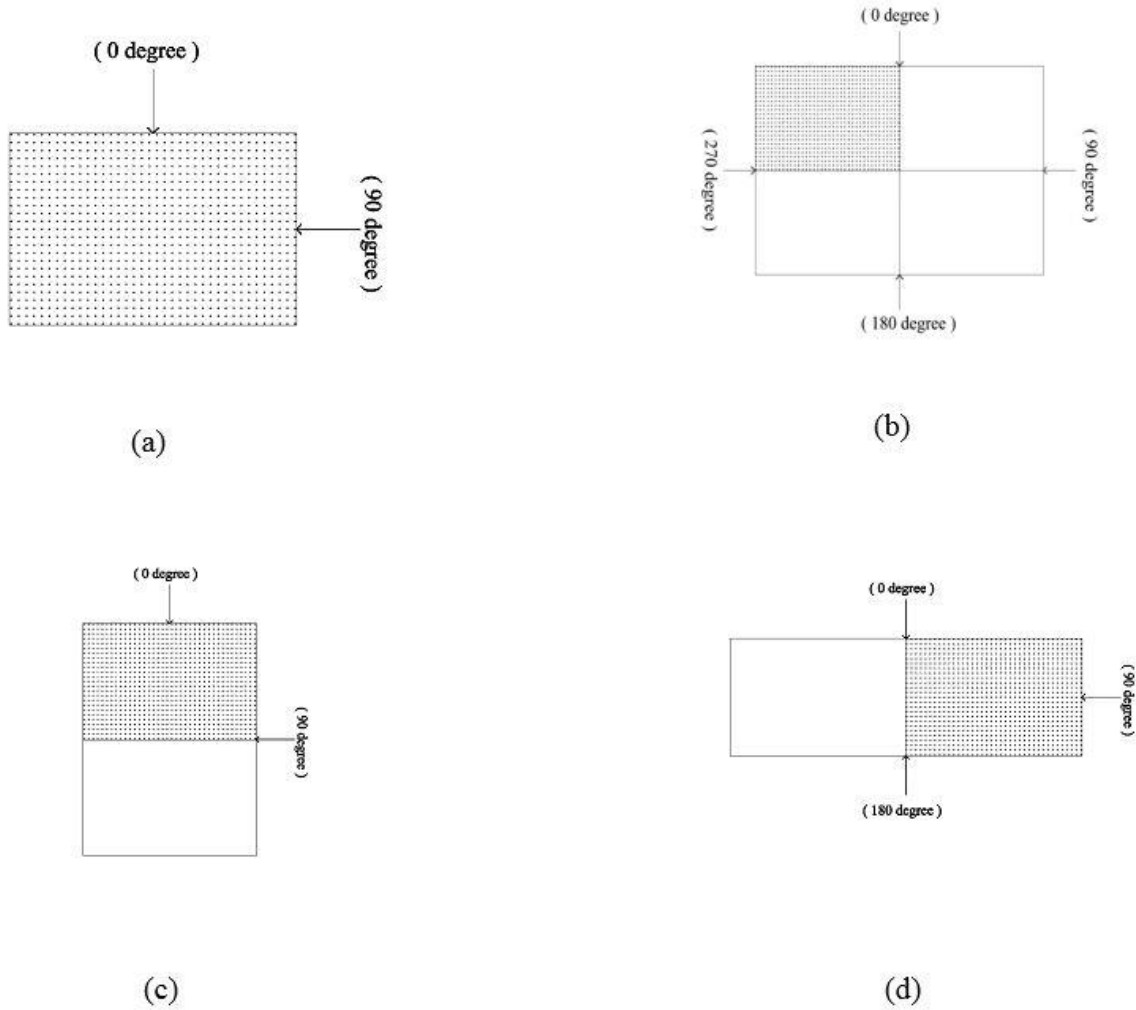 ( 0 degree )
( 90 degree )
(a)
( 0 degree )
( 270 degree )
( 90 degree )
( 180 degree )
(b)
( 0 degree )
( 90 degree )
(c)
( 0 degree )
( 90 degree )
( 180 degree )
(d)